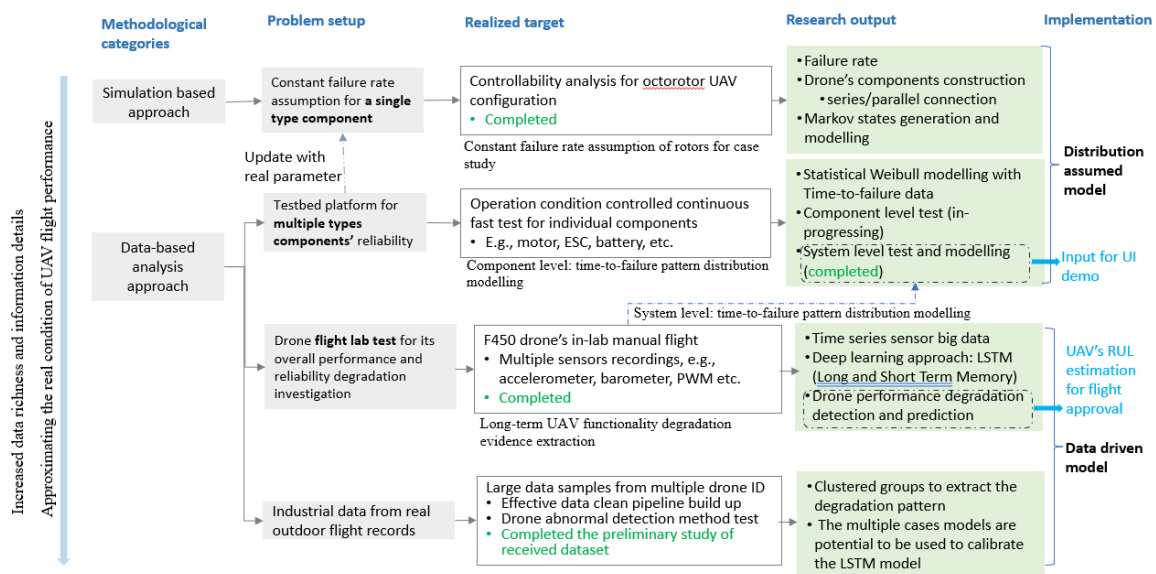 Methodological
categories
Problem setup
Realized target
Research output
Implementation
Increased data richness and information details
Approximating the real condition of UAV flight performance
Simulation based
approach
Constant failure rate
assumption for a single
type component
Controllability analysis for octorotor UAV
configuration
• Completed
Constant failure rate assumption of rotors for case
study
• Failure rate
• Drone's components construction
• series/parallel connection
• Markov states generation and
modelling
Distribution
assumed model
Update with
real parameter
Data-based
analysis
approach
Testbed platform for
multiple types
components' reliability
Operation condition controlled continuous
fast test for individual components
• E.g., motor, ESC, battery, etc.
Component level: time-to-failure pattern distribution
modelling
• Statistical Weibull modelling with
Time-to-failure data
• Component level test (in-
progressing)
• System level test and modelling
(completed)
Input for UI
demo
System level: time-to-failure pattern distribution modelling
Drone flight lab test for its
overall performance and
reliability degradation
investigation
F450 drone's in-lab manual flight
• Multiple sensors recordings, e.g.,
accelerometer, barometer, PWM etc.
• Completed
Long-term UAV functionality degradation
evidence extraction
• Time series sensor big data
• Deep learning approach: LSTM
(Long and Short Term Memory)
• Drone performance degradation
detection and prediction
UAV's RUL
estimation
for flight
approval
Data driven
model
Industrial data from real
outdoor flight records
Large data samples from multiple drone ID
• Effective data clean pipeline build up
• Drone abnormal detection method test
• Completed the preliminary study of
received dataset
• Clustered groups to extract the
degradation pattern
• The multiple cases models are
potential to be used to calibrate
the LSTM model